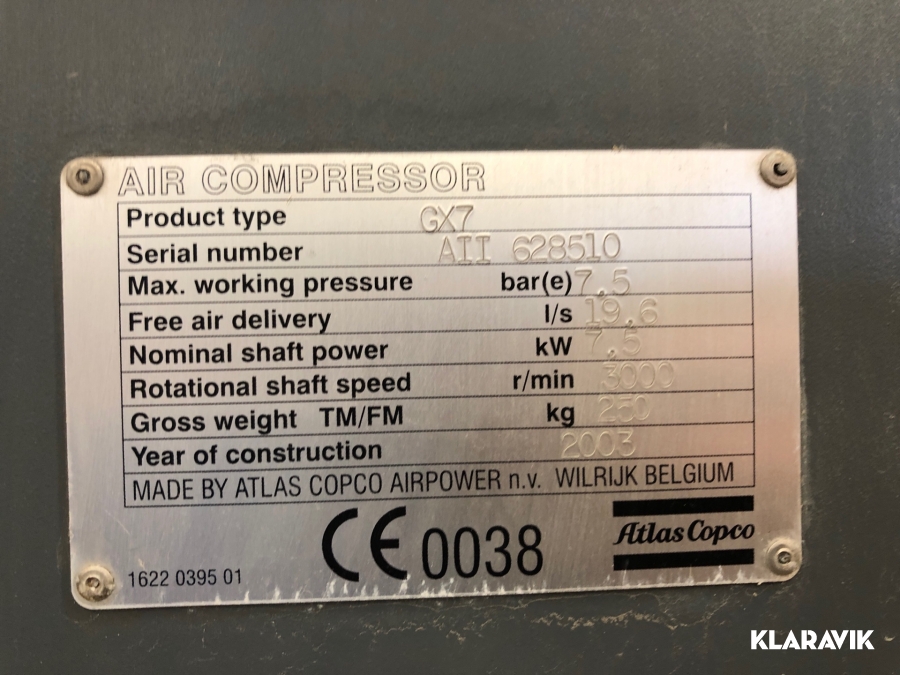 AIR COMPRESSOR
Product type GX7
Serial number AII 628510
Max. working pressure bar(e) 7,5
Free air delivery l/s 19,6
Nominal shaft power kW 7,5
Rotational shaft speed r/min 3000
Gross weight TM/FM kg 250
Year of construction 2003
MADE BY ATLAS COPCO AIRPOWER n.v. WILRIJK BELGIUM
CE 0038
Atlas Copco
1622 0395 01
KLARAVIK